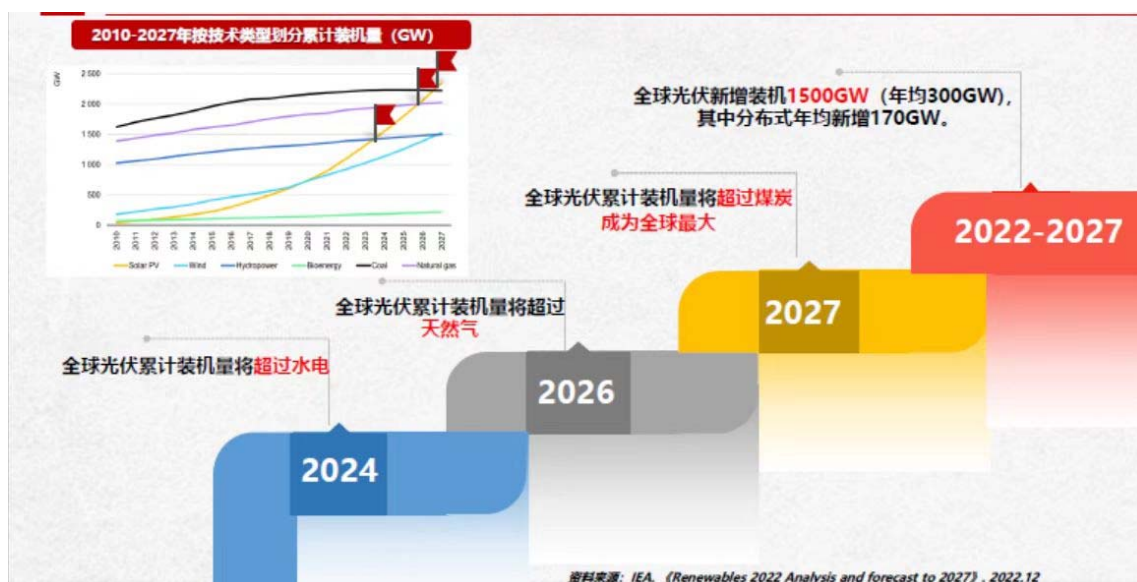 2010-2027年按技术类型划分累计装机量（GW）
GW
2 500
2 000
1 500
1 000
500
0
2010 2011 2012 2013 2014 2015 2016 2017 2018 2019 2020 2021 2022 2023 2024 2025 2026 2027
Solar PV Wind Hydropower Bioenergy Coal Natural gas
全球光伏新增装机1500GW（年均300GW），
其中分布式年均新增170GW。
全球光伏累计装机量将超过煤炭
成为全球最大
2022-2027
全球光伏累计装机量将超过
天然气
2027
全球光伏累计装机量将超过水电
2026
2024
资料来源：IEA, 《Renewables 2022 Analysis and forecast to 2027》, 2022.12